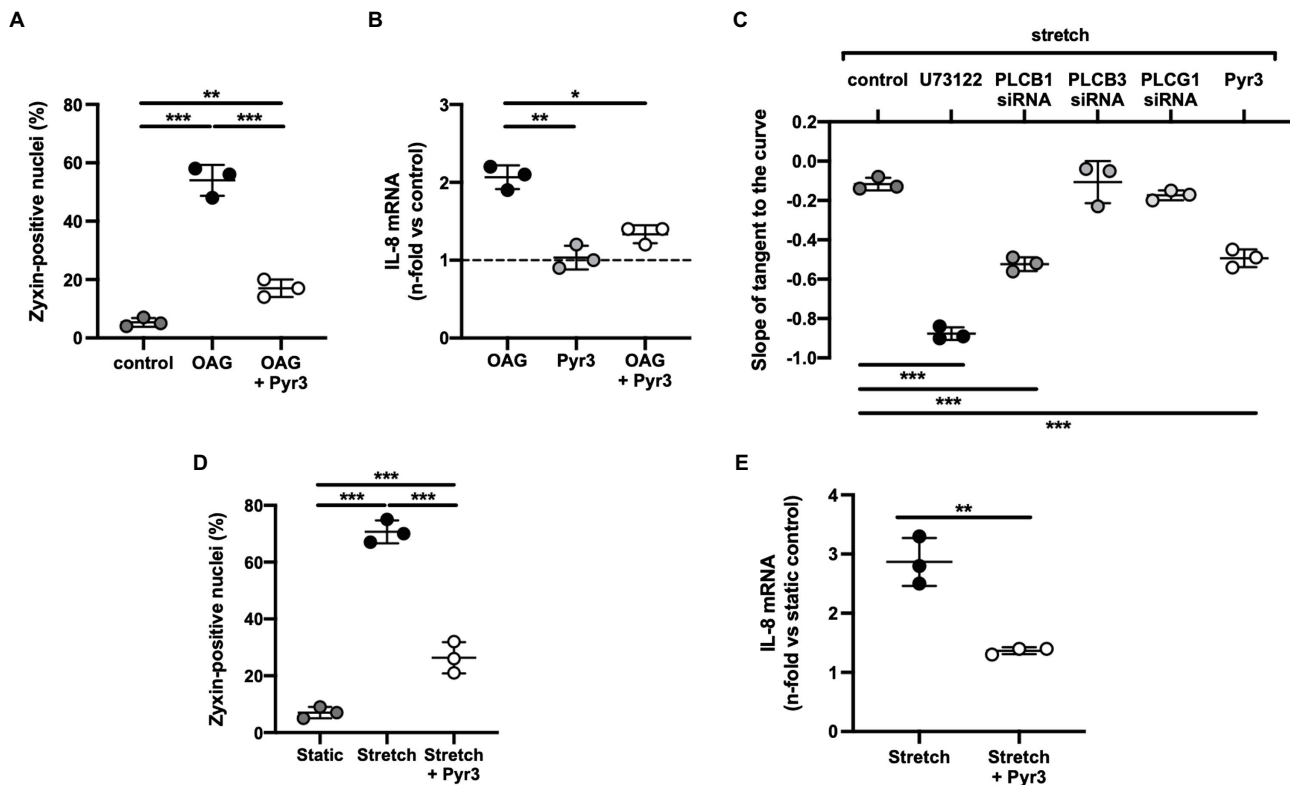 A
Zyxin-positive nuclei (%)
80
60
40
20
0
**
***
***
control
OAG
OAG
+ Pyr3
B
IL-8 mRNA
(n-fold vs control)
3
2
1
0
*
**
OAG
Pyr3
OAG
+ Pyr3
C
stretch
control
U73122
PLCB1
siRNA
PLCB3
siRNA
PLCG1
siRNA
Pyr3
Slope of tangent to the curve
0.2
0.0
-0.2
-0.4
-0.6
-0.8
-1.0
***
***
***
D
Zyxin-positive nuclei (%)
80
60
40
20
0
***
***
***
Static
Stretch
Stretch
+ Pyr3
E
IL-8 mRNA
(n-fold vs static control)
4
3
2
1
0
**
Stretch
Stretch
+ Pyr3